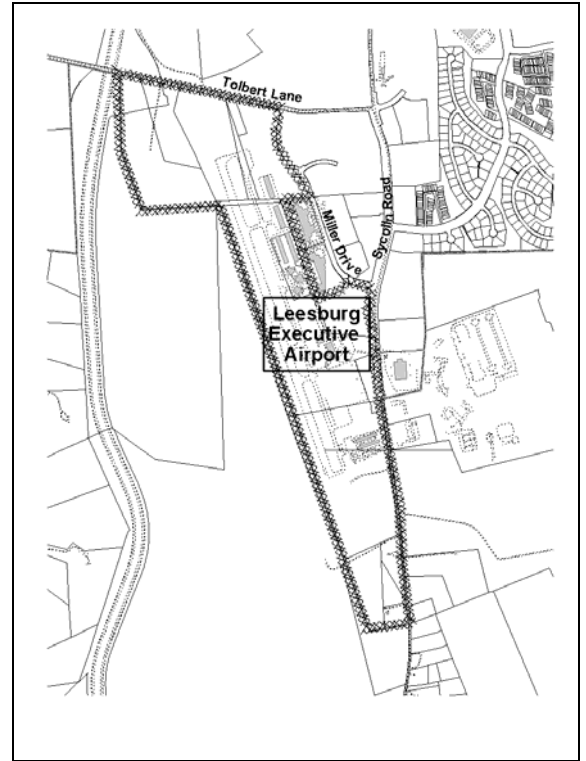 Tolbert Lane
Miller Drive
Sycolin Road
Leesburg
Executive
Airport